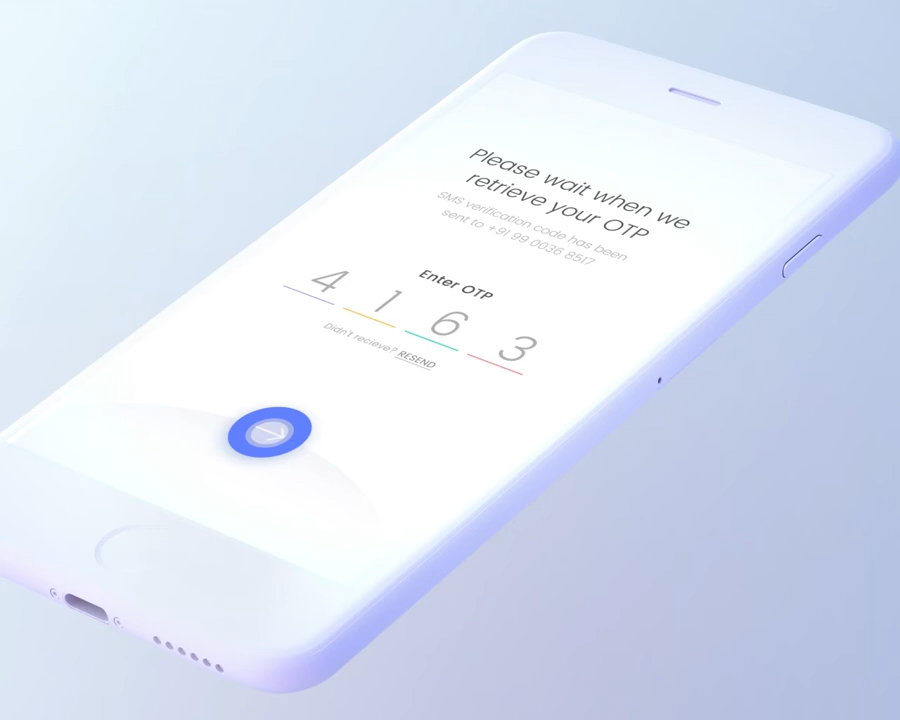 Please wait when we
retrieve your OTP
SMS verification code has been
sent to +91 99 0036 8517
Enter OTP
4 1 6 3
Didn't recieve? RESEND